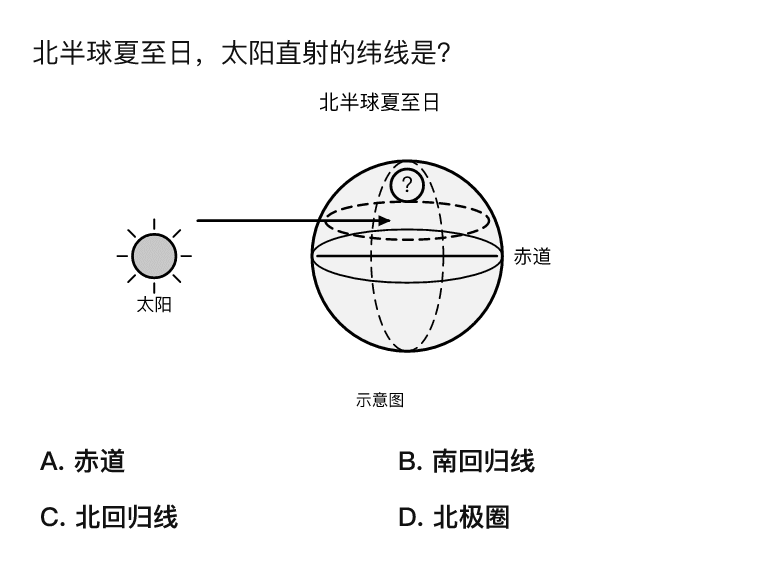 北半球夏至日，太阳直射的纬线是？
北半球夏至日
?
赤道
太阳
示意图
A. 赤道
B. 南回归线
C. 北回归线
D. 北极圈